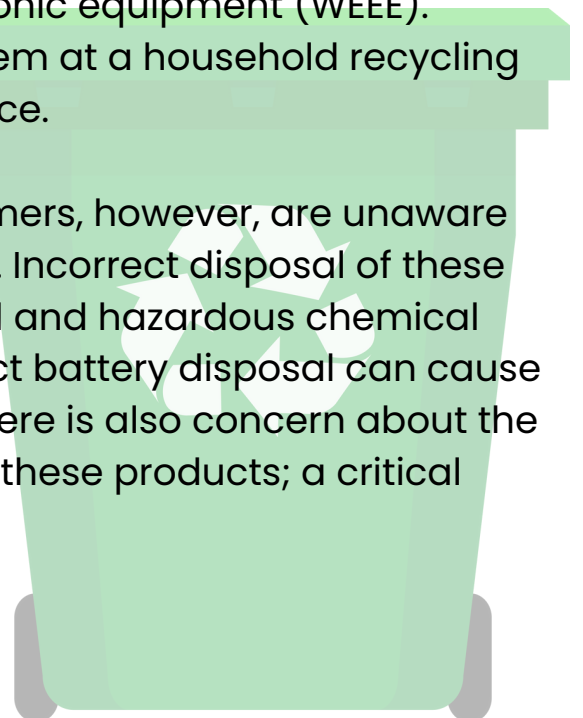 onic equipment (WEEE).
em at a household recycling
ce.
mers, however, are unaware
. Incorrect disposal of these
l and hazardous chemical
ct battery disposal can cause
ere is also concern about the
these products; a critical